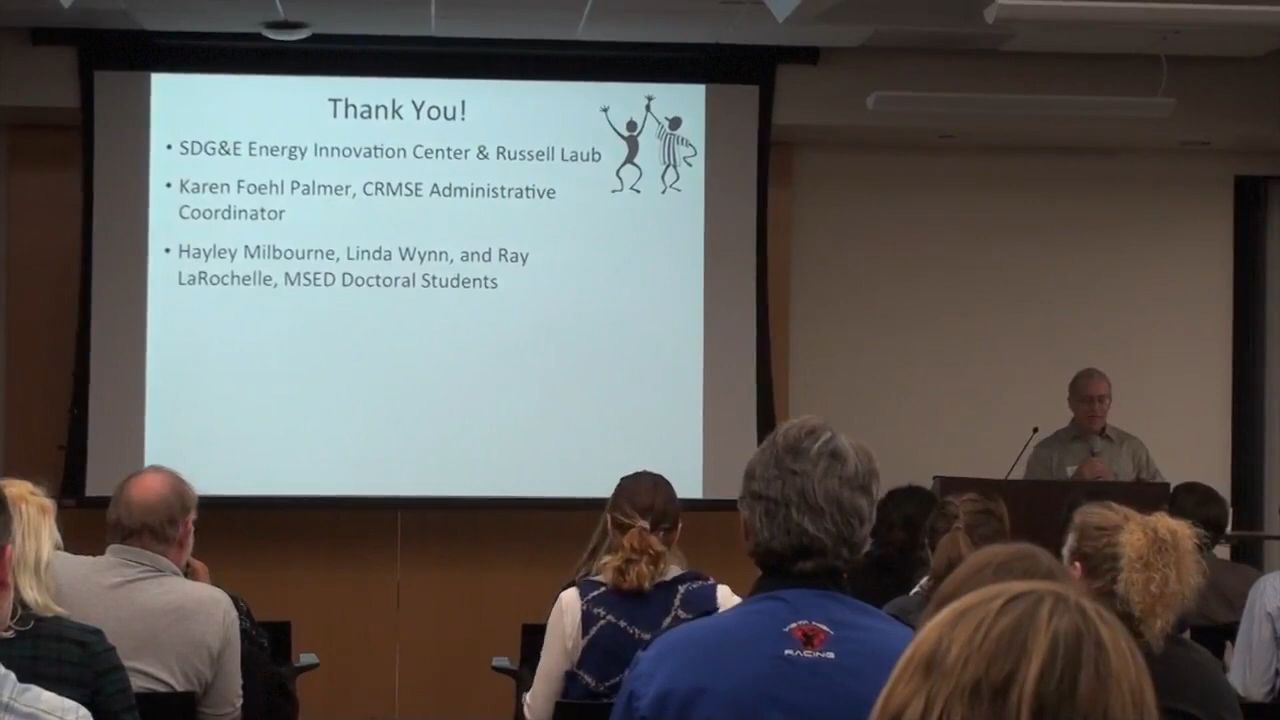 Thank You!
• SDG&E Energy Innovation Center & Russell Laub
• Karen Foehl Palmer, CRMSE Administrative
Coordinator
• Hayley Milbourne, Linda Wynn, and Ray
LaRochelle, MSED Doctoral Students
RACING